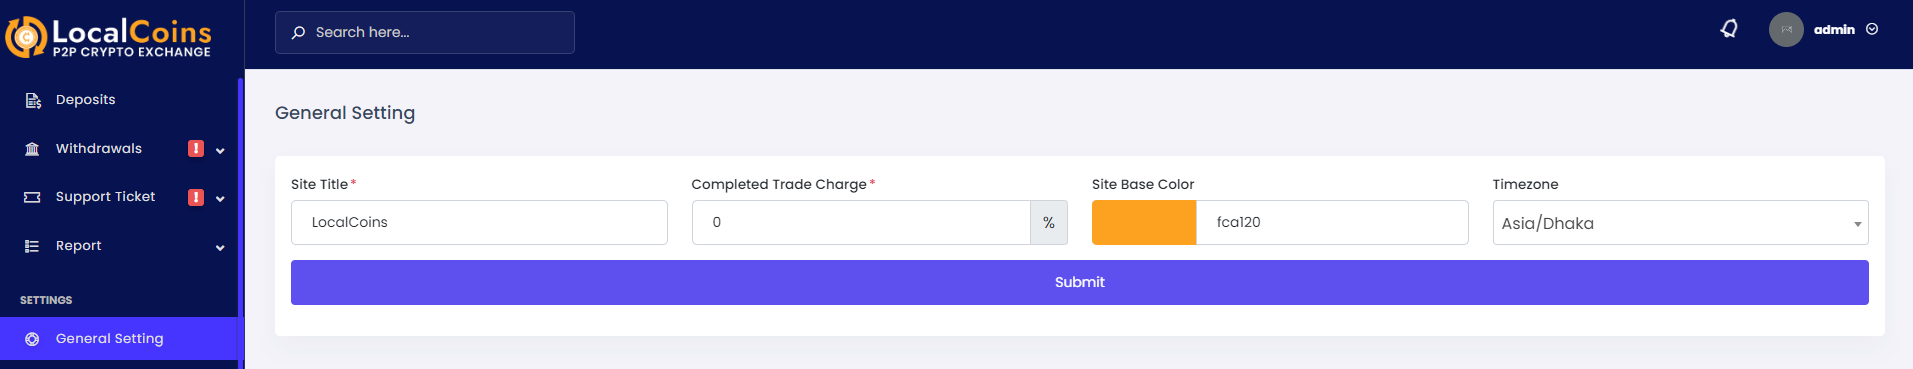 LocalCoins
P2P CRYPTO EXCHANGE
Search here...
admin
Deposits
Withdrawals !
Support Ticket !
Report
SETTINGS
General Setting
General Setting
Site Title *
LocalCoins
Completed Trade Charge *
0 %
Site Base Color
fca120
Timezone
Asia/Dhaka
Submit